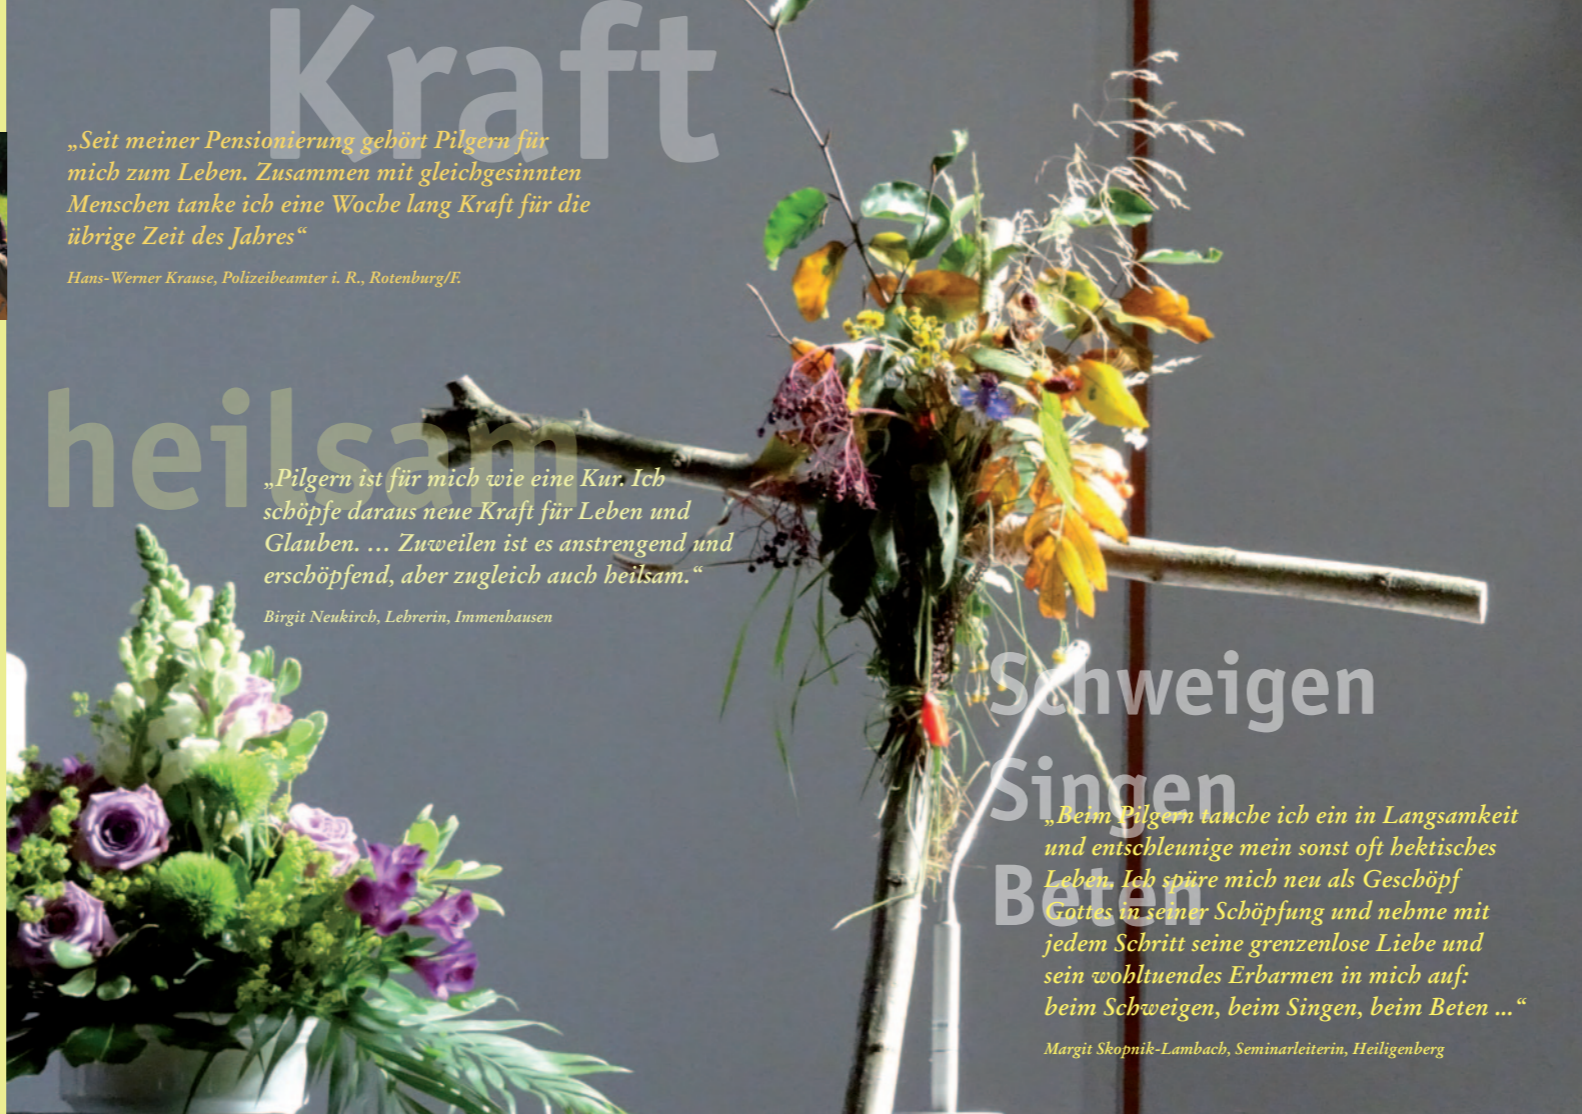 Kraft
„Seit meiner Pensionierung gehört Pilgern für
mich zum Leben. Zusammen mit gleichgesinnten
Menschen tanke ich eine Woche lang Kraft für die
übrige Zeit des Jahres“
Hans-Werner Krause, Polizeibeamter i. R., Rotenburg/F.
heilsam
„Pilgern ist für mich wie eine Kur. Ich
schöpfe daraus neue Kraft für Leben und
Glauben. … Zuweilen ist es anstrengend und
erschöpfend, aber zugleich auch heilsam.“
Birgit Neukirch, Lehrerin, Immenhausen
Schweigen
Singen
Beten
„Beim Pilgern tauche ich ein in Langsamkeit
und entschleunige mein sonst oft hektisches
Leben. Ich spüre mich neu als Geschöpf
Gottes in seiner Schöpfung und nehme mit
jedem Schritt seine grenzenlose Liebe und
sein wohltuendes Erbarmen in mich auf:
beim Schweigen, beim Singen, beim Beten ...“
Margit Skopnik-Lambach, Seminarleiterin, Heiligenberg